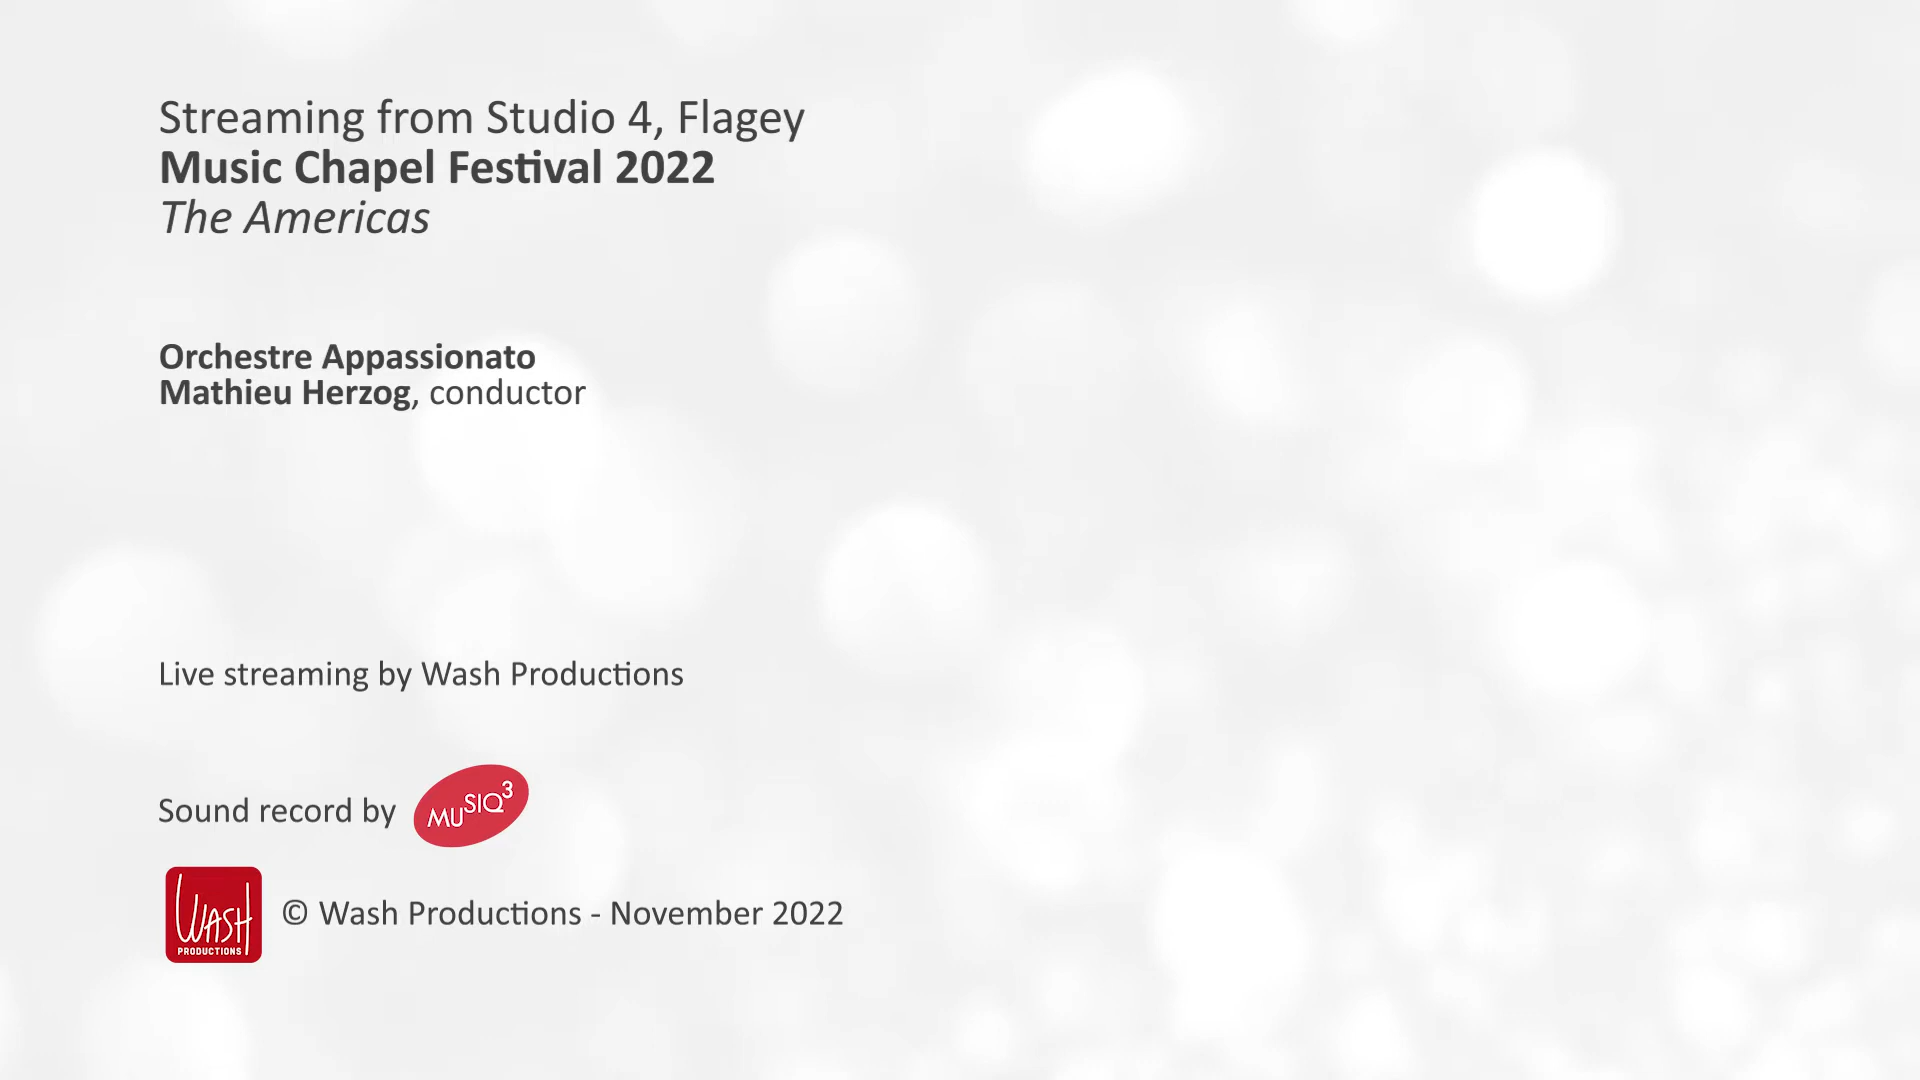 Streaming from Studio 4, Flagey
Music Chapel Festival 2022
The Americas
Orchestre Appassionato
Mathieu Herzog, conductor
Live streaming by Wash Productions
Sound record by MUSIQ3
WASH
PRODUCTIONS
© Wash Productions - November 2022